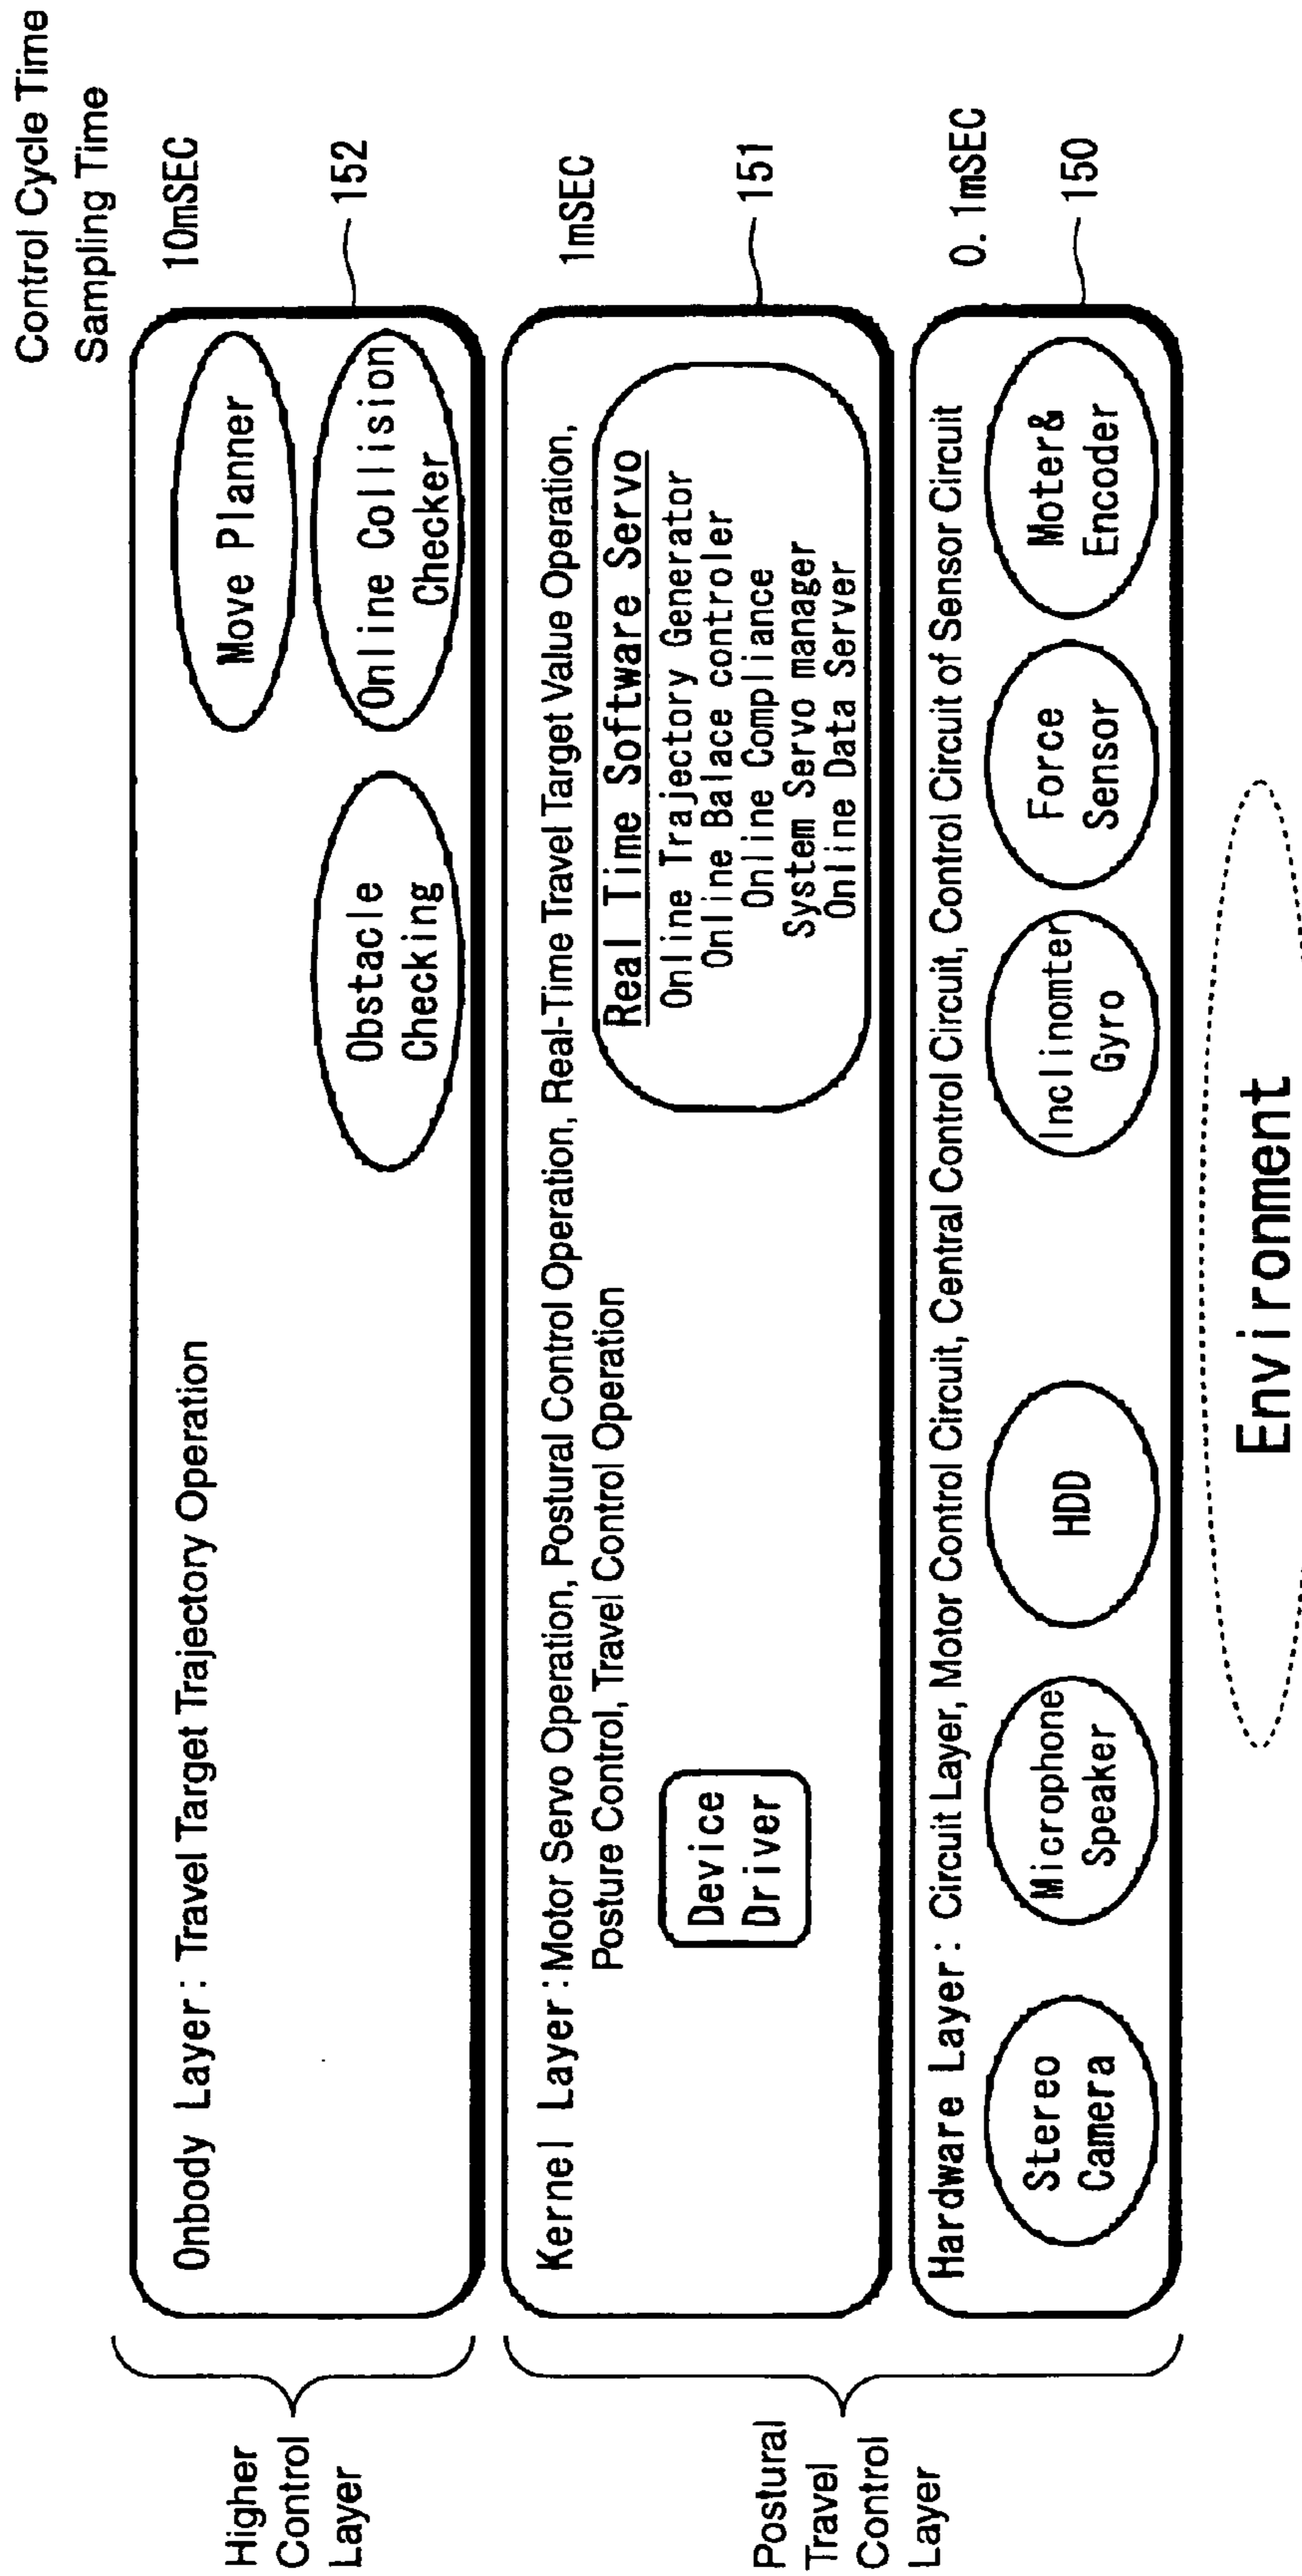 Control Cycle Time
Sampling Time
Higher
Control
Layer
Onbody Layer: Travel Target Trajectory Operation
10mSEC
Move Planner
Obstacle
Checking
Online Collision
Checker
152
Postural
Travel
Control
Layer
Kernel Layer: Motor Servo Operation, Postural Control Operation, Real-Time Travel Target Value Operation,
Posture Control, Travel Control Operation
1mSEC
Device
Driver
Real Time Software Servo
Online Trajectory Generator
Online Balace controler
Online Compliance
System Servo manager
Online Data Server
151
Hardware Layer: Circuit Layer, Motor Control Circuit, Central Control Circuit, Control Circuit of Sensor Circuit
0.1mSEC
Stereo
Camera
Microphone
Speaker
HDD
Inclinomter
Gyro
Force
Sensor
Moter&
Encoder
150
Environment